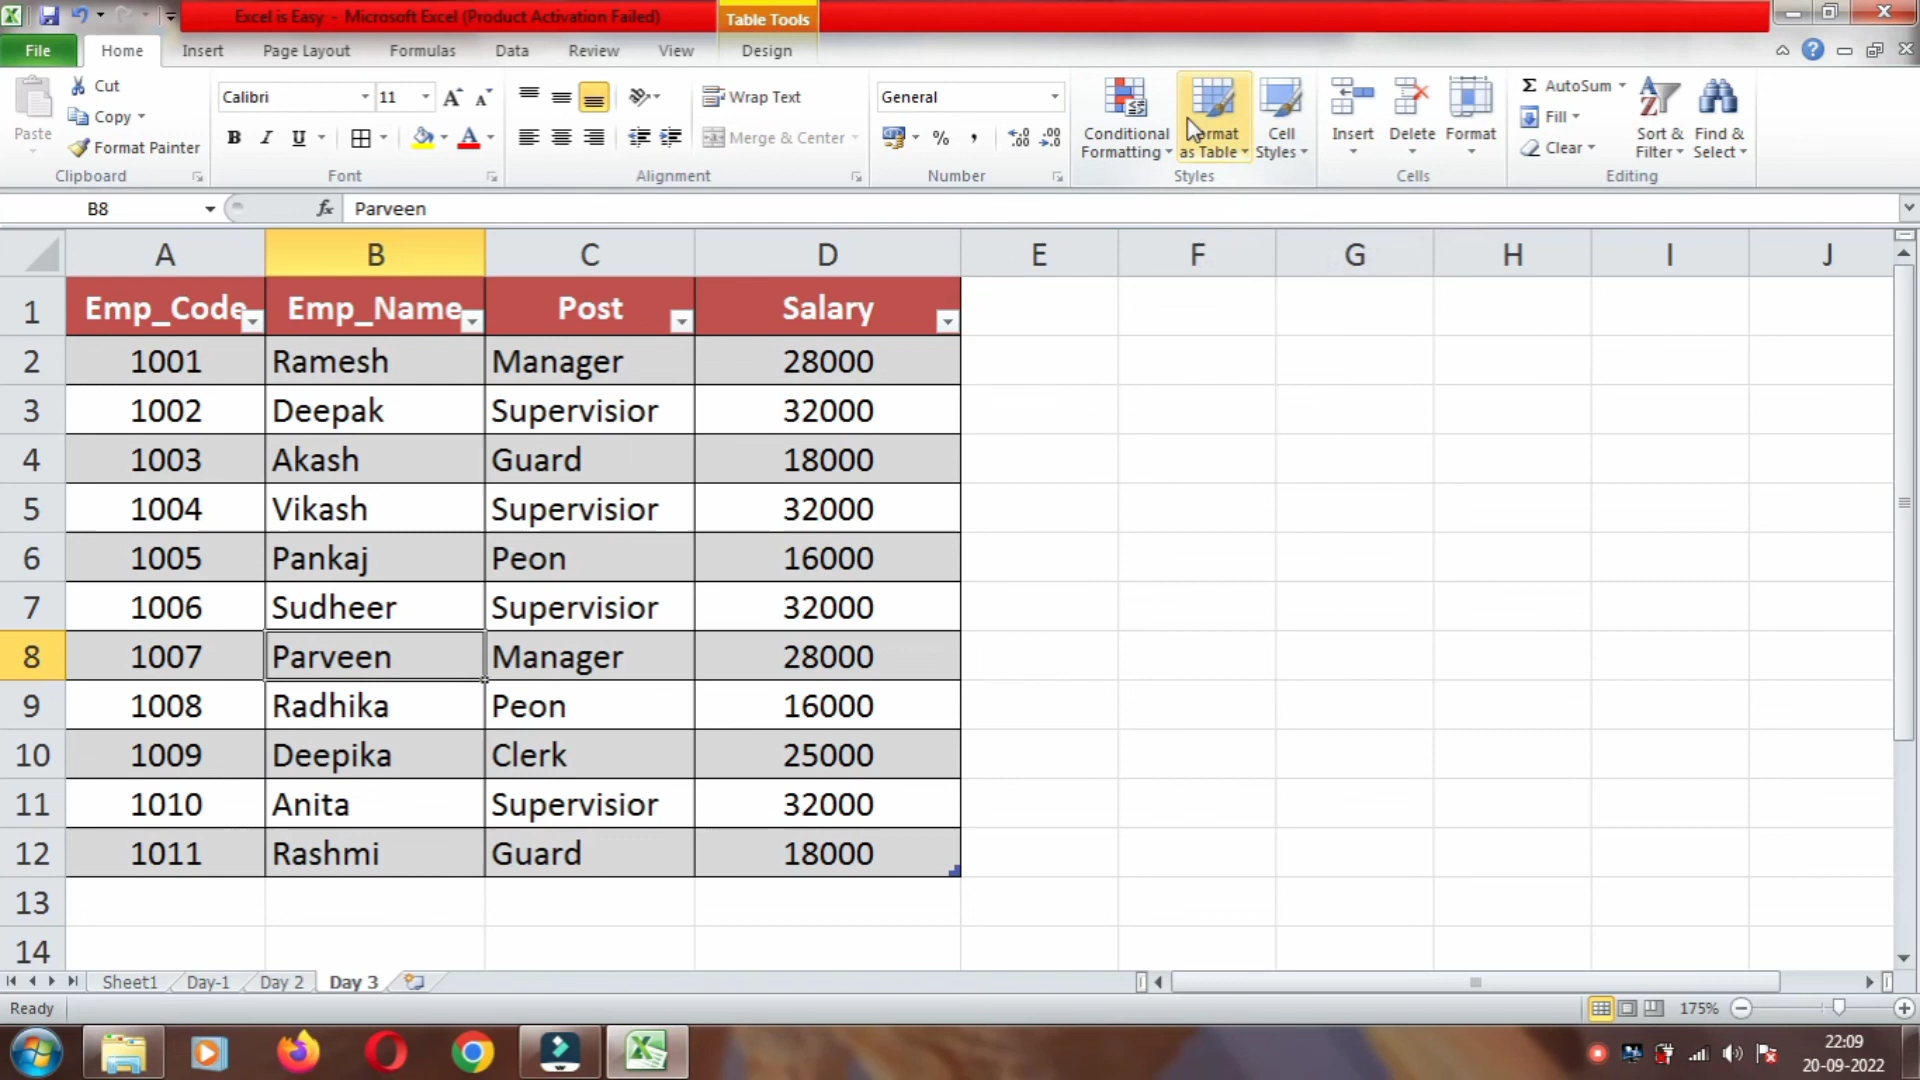 Excel is Easy - Microsoft Excel (Product Activation Failed)
Table Tools
File Home Insert Page Layout Formulas Data Review View Design
Paste
Cut
Copy
Format Painter
Clipboard
Calibri 11
B I U
Font
Wrap Text
Merge & Center
Alignment
General
% ,
Number
Conditional Formatting
Format as Table
Cell Styles
Styles
Insert Delete Format
Cells
Σ AutoSum
Fill
Clear
Sort & Filter
Find & Select
Editing
B8 fx Parveen
A B C D E F G H I J
1 Emp_Code Emp_Name Post Salary
2 1001 Ramesh Manager 28000
3 1002 Deepak Supervisior 32000
4 1003 Akash Guard 18000
5 1004 Vikash Supervisior 32000
6 1005 Pankaj Peon 16000
7 1006 Sudheer Supervisior 32000
8 1007 Parveen Manager 28000
9 1008 Radhika Peon 16000
10 1009 Deepika Clerk 25000
11 1010 Anita Supervisior 32000
12 1011 Rashmi Guard 18000
13
14
Sheet1 Day-1 Day 2 Day 3
Ready 175%
22:09
20-09-2022